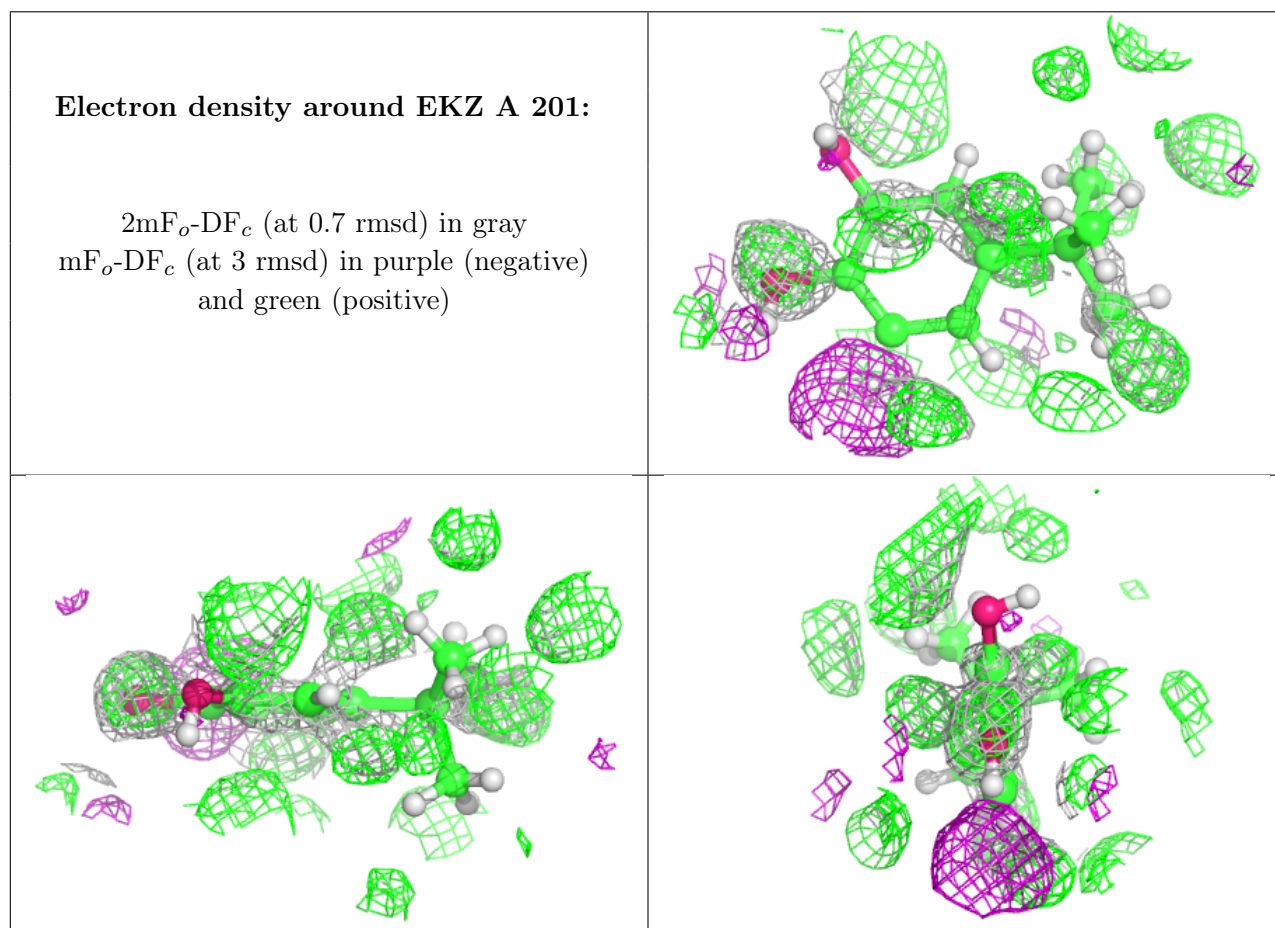 Electron density around EKZ A 201:
2mFo-DFc (at 0.7 rmsd) in gray
mFo-DFc (at 3 rmsd) in purple (negative)
and green (positive)